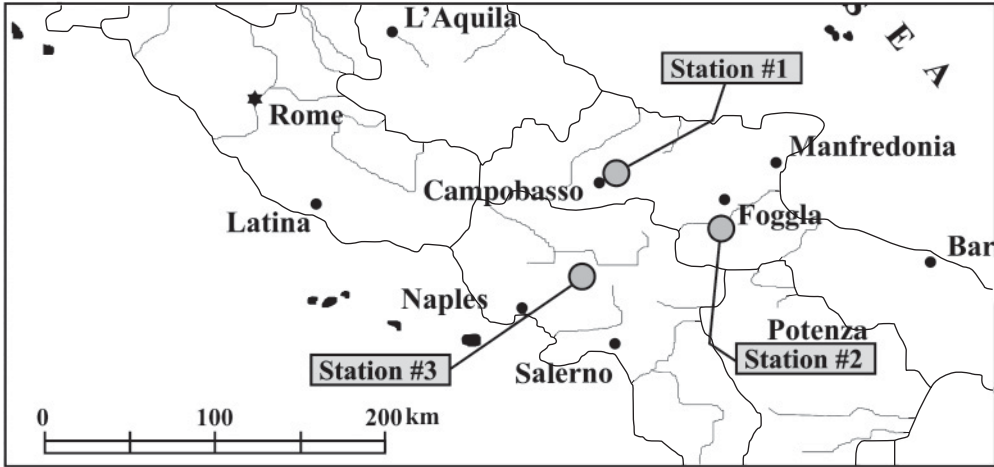 L'Aquila
S
E
A
Station #1
Rome
Manfredonia
Campobasso
Latina
Foggla
Bar
Naples
Potenza
Station #3
Salerno
Station #2
0 100 200 km